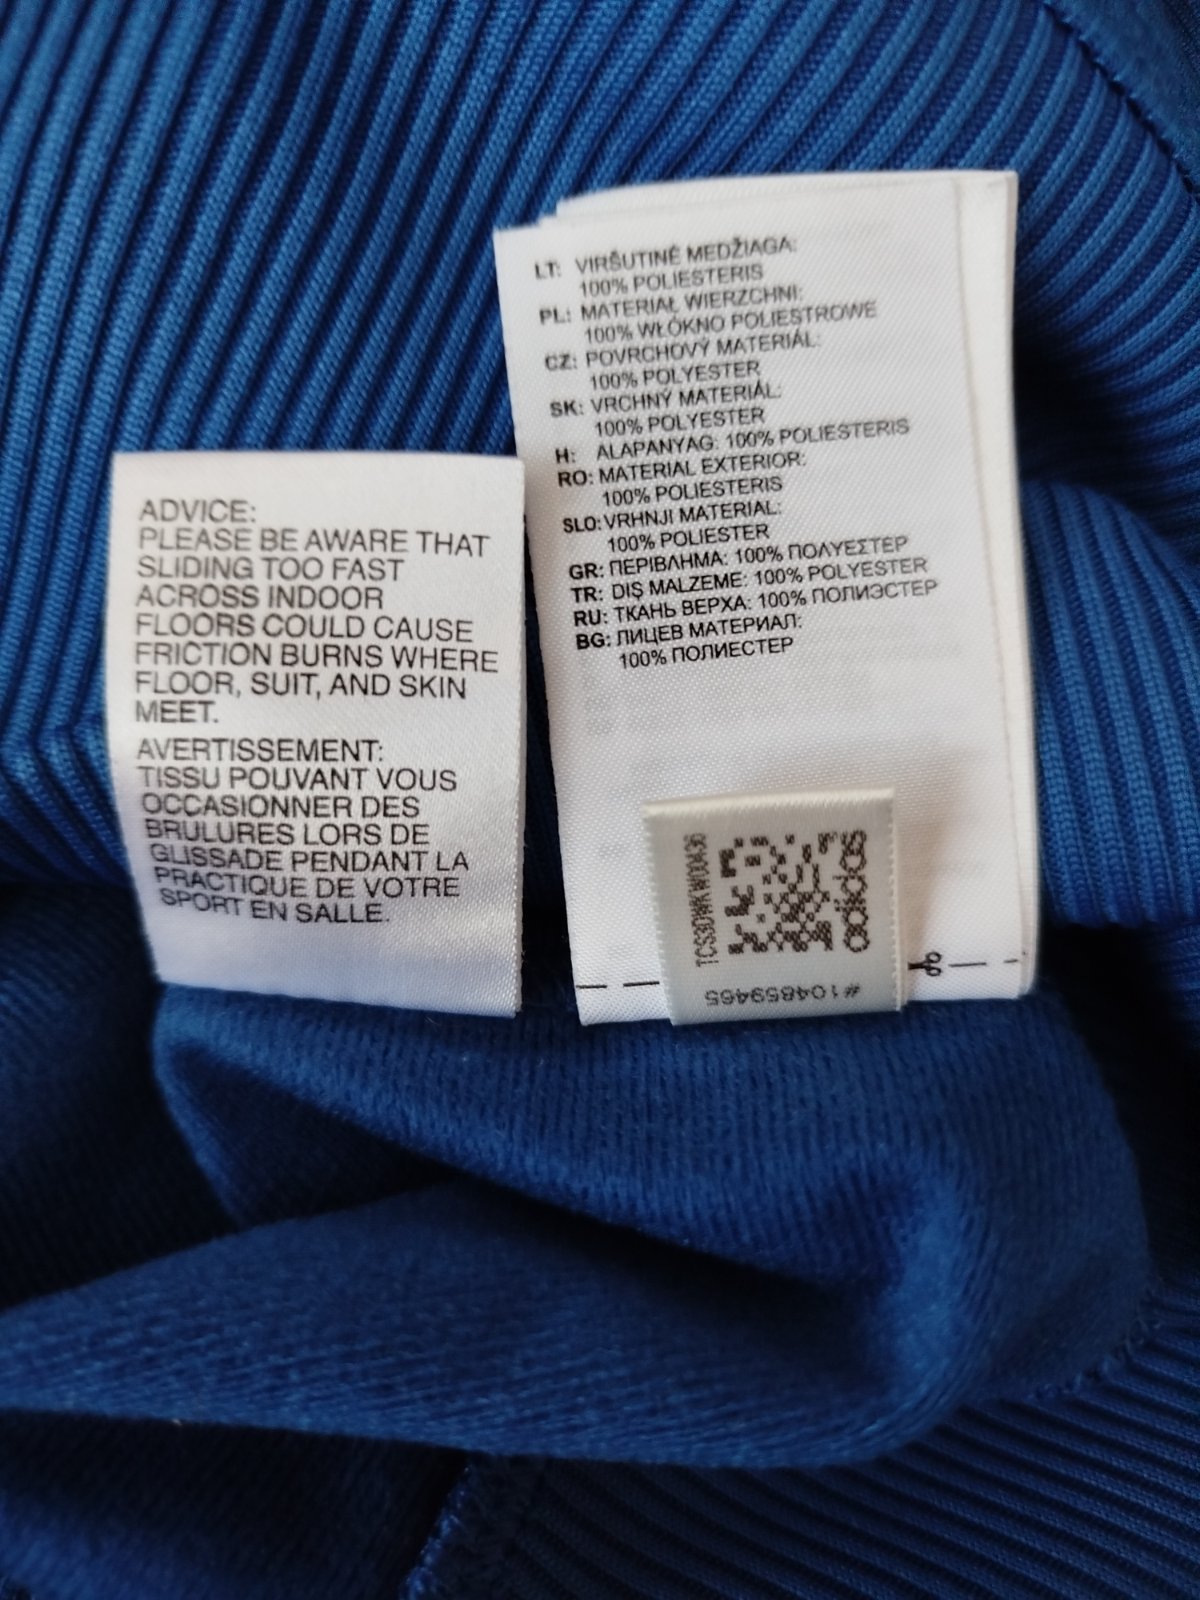 ADVICE:
PLEASE BE AWARE THAT
SLIDING TOO FAST
ACROSS INDOOR
FLOORS COULD CAUSE
FRICTION BURNS WHERE
FLOOR, SUIT, AND SKIN
MEET.
AVERTISSEMENT:
TISSU POUVANT VOUS
OCCASIONNER DES
BRULURES LORS DE
GLISSADE PENDANT LA
PRACTIQUE DE VOTRE
SPORT EN SALLE.
LT: VIRŠUTINĖ MEDŽIAGA:
100% POLIESTERIS
PL: MATERIAŁ WIERZCHNI:
100% WŁÓKNO POLIESTROWE
CZ: POVRCHOVÝ MATERIÁL:
100% POLYESTER
SK: VRCHNÝ MATERIÁL:
100% POLYESTER
H: ALAPANYAG: 100% POLIESTERIS
RO: MATERIAL EXTERIOR:
100% POLIESTERIS
SLO: VRHNJI MATERIAL:
100% POLIESTER
GR: ΠΕΡΙΒΛΗΜΑ: 100% ΠΟΛΥΕΣΤΕΡ
TR: DIŞ MALZEME: 100% POLYESTER
RU: ТКАНЬ ВЕРХА: 100% ПОЛИЭСТЕР
BG: ЛИЦЕВ МАТЕРИАЛ:
100% ПОЛИЕСТЕР
TCS3DWKW00436
adidas
#104859465